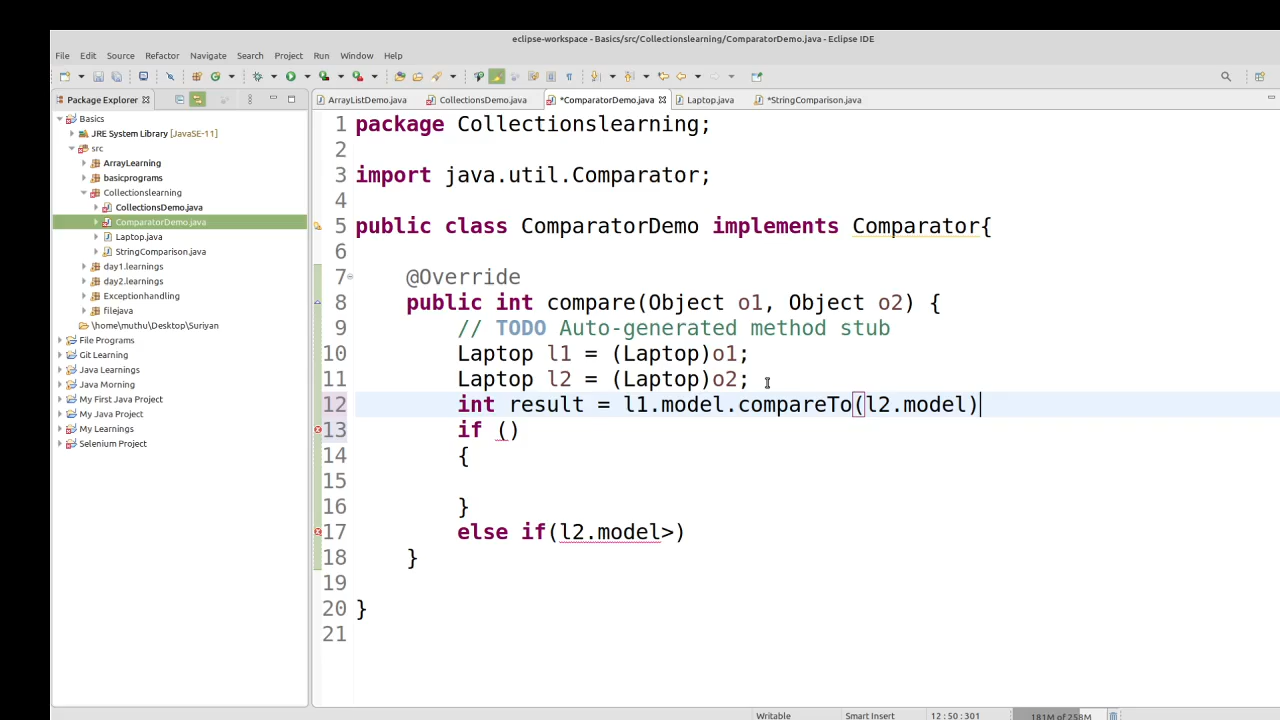 eclipse-workspace - Basics/src/Collectionslearning/ComparatorDemo.java - Eclipse IDE
File Edit Source Refactor Navigate Search Project Run Window Help
Package Explorer
ArrayListDemo.java CollectionsDemo.java *ComparatorDemo.java Laptop.java *StringComparison.java
Basics
JRE System Library [JavaSE-11]
src
ArrayLearning
basicprograms
Collectionslearning
CollectionsDemo.java
ComparatorDemo.java
Laptop.java
StringComparison.java
day1.learnings
day2.learnings
Exceptionhandling
filejava
\home\muthu\Desktop\Suriyan
File Programs
Git Learning
Java Learnings
Java Morning
My First Java Project
My Java Project
My Learnings
Selenium Project
1 package Collectionslearning;
2
3 import java.util.Comparator;
4
5 public class ComparatorDemo implements Comparator{
6
7 @Override
8 public int compare(Object o1, Object o2) {
9 // TODO Auto-generated method stub
10 Laptop l1 = (Laptop)o1;
11 Laptop l2 = (Laptop)o2;
12 int result = l1.model.compareTo(l2.model)
13 if ()
14 {
15
16 }
17 else if(l2.model>)
18 }
19
20 }
21
Writable Smart Insert 12 : 50 : 301 181M of 258M